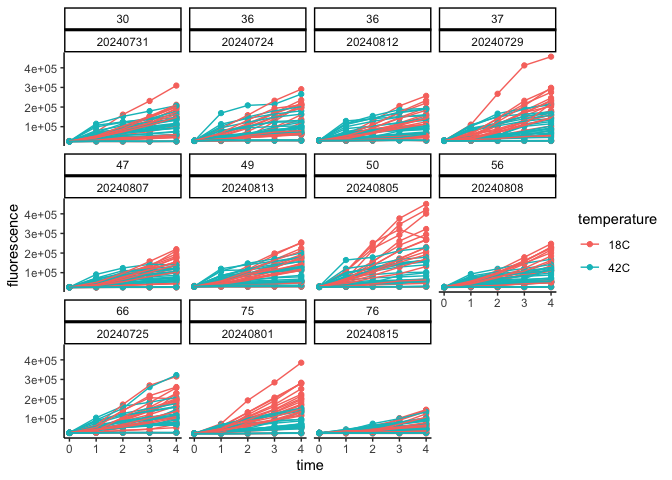 30 36 36 37
20240731 20240724 20240812 20240729
4e+05
3e+05
2e+05
1e+05
47 49 50 56
20240807 20240813 20240805 20240808
4e+05
3e+05
2e+05
1e+05
0 1 2 3 4
66 75 76
20240725 20240801 20240815
4e+05
3e+05
2e+05
1e+05
0 1 2 3 4 0 1 2 3 4 0 1 2 3 4
time
fluorescence
temperature
18C
42C